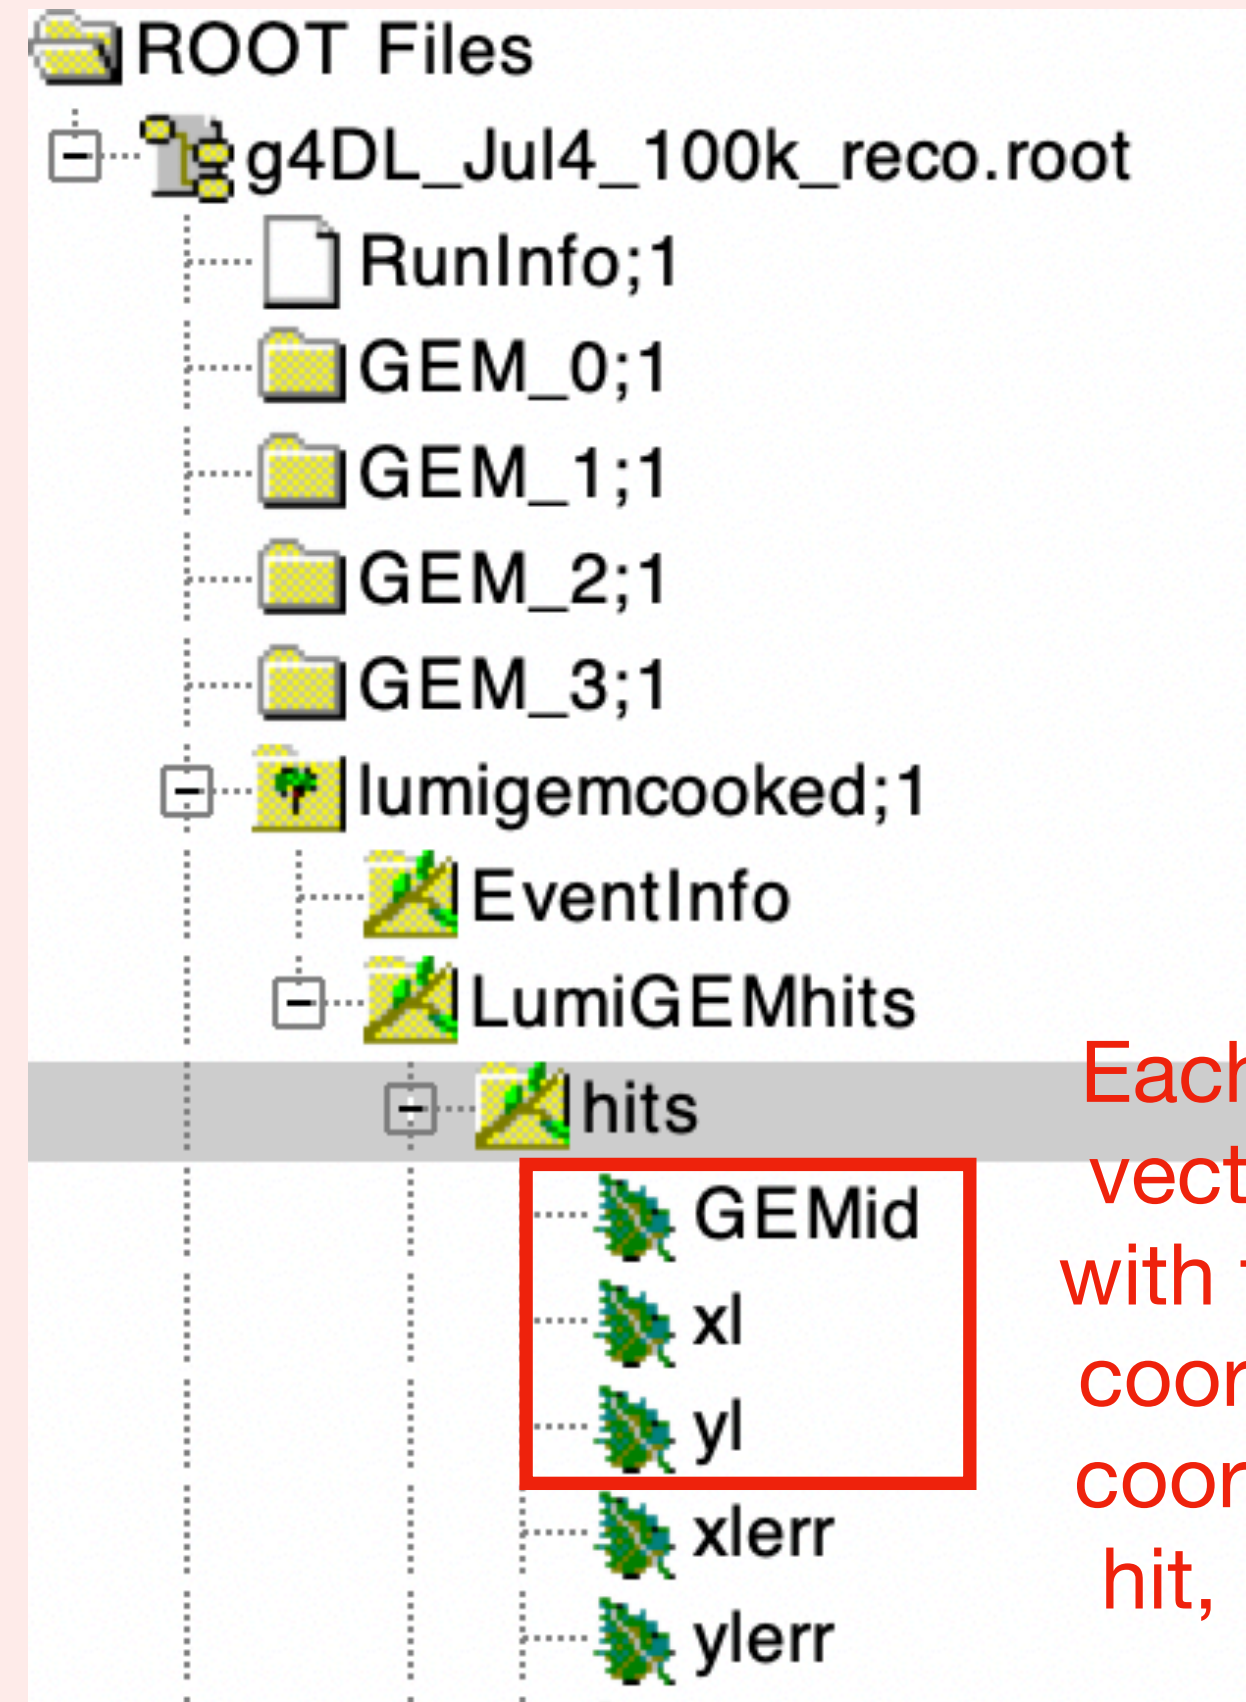 ROOT Files
g4DL_Jul4_100k_reco.root
RunInfo;1
GEM_0;1
GEM_1;1
GEM_2;1
GEM_3;1
lumigemcooked;1
EventInfo
LumiGEMhits
hits
GEMid
xl
yl
xlerr
ylerr
with
hit,